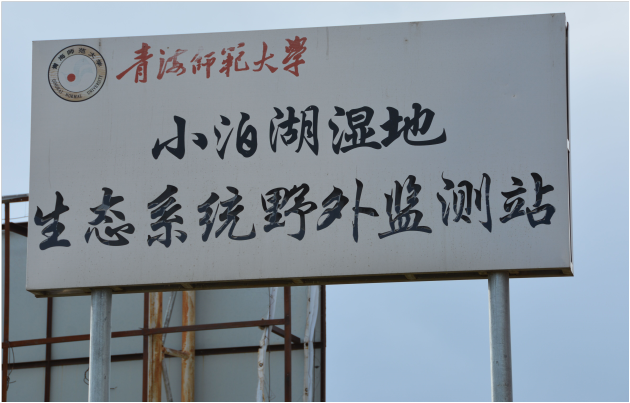 青海师范大学
小泊湖湿地
生态系统野外监测站